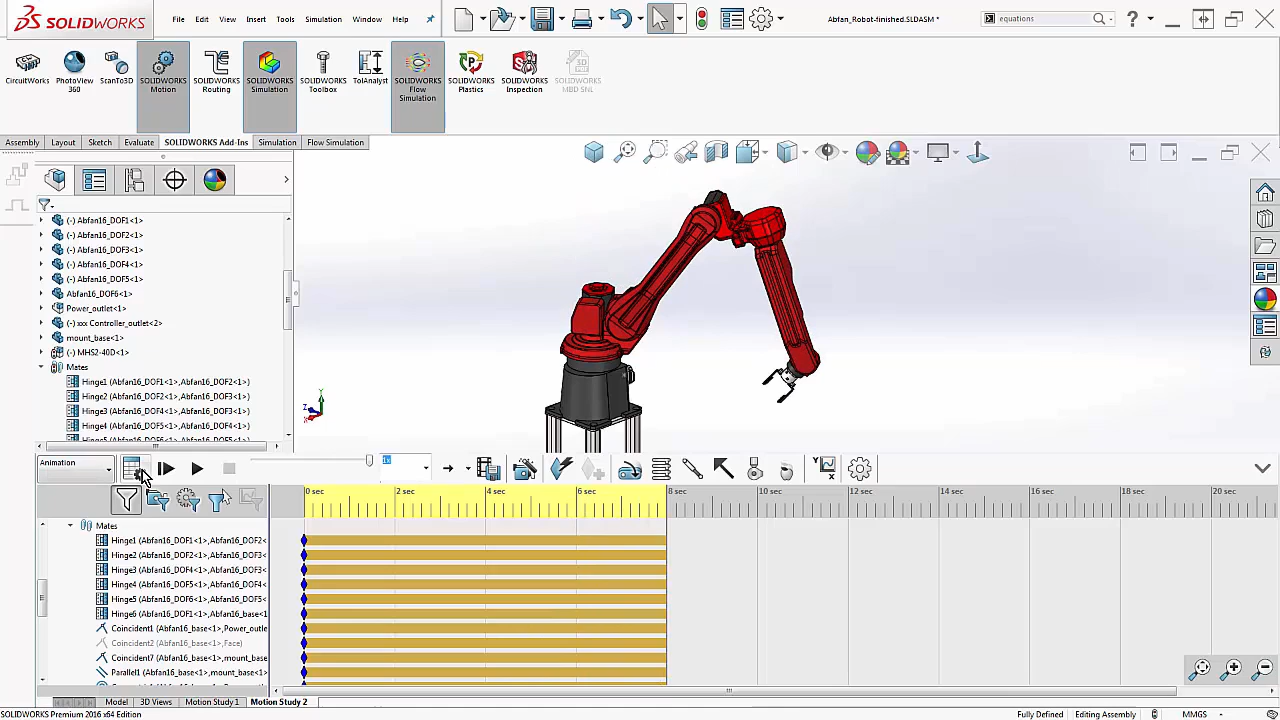 SOLIDWORKS
File Edit View Insert Tools Simulation Window Help
Abfan_Robot-finished.SLDASM *
equations
CircuitWorks
PhotoView 360
ScanTo3D
SOLIDWORKS Motion
SOLIDWORKS Routing
SOLIDWORKS Simulation
SOLIDWORKS Toolbox
TolAnalyst
SOLIDWORKS Flow Simulation
SOLIDWORKS Plastics
SOLIDWORKS Inspection
SOLIDWORKS MBD SNL
Assembly Layout Sketch Evaluate SOLIDWORKS Add-Ins Simulation Flow Simulation
(-) Abfan16_DOF1<1>
(-) Abfan16_DOF2<1>
(-) Abfan16_DOF3<1>
(-) Abfan16_DOF4<1>
(-) Abfan16_DOF5<1>
Abfan16_DOF6<1>
Power_outlet<1>
(-) xxx Controller_outlet<2>
mount_base<1>
(-) MHS2-40D<1>
Mates
Hinge1 (Abfan16_DOF1<1>,Abfan16_DOF2<1>)
Hinge2 (Abfan16_DOF2<1>,Abfan16_DOF3<1>)
Hinge3 (Abfan16_DOF4<1>,Abfan16_DOF3<1>)
Hinge4 (Abfan16_DOF5<1>,Abfan16_DOF4<1>)
Hinge5 (Abfan16_DOF6<1>,Abfan16_DOF5<1>)
Y
Z
X
Animation
1x
0 sec 2 sec 4 sec 6 sec 8 sec 10 sec 12 sec 14 sec 16 sec 18 sec 20 sec
Mates
Hinge1 (Abfan16_DOF1<1>,Abfan16_DOF2<
Hinge2 (Abfan16_DOF2<1>,Abfan16_DOF3<
Hinge3 (Abfan16_DOF4<1>,Abfan16_DOF3<
Hinge4 (Abfan16_DOF5<1>,Abfan16_DOF4<
Hinge5 (Abfan16_DOF6<1>,Abfan16_DOF5<
Hinge6 (Abfan16_DOF1<1>,Abfan16_base<1
Coincident1 (Abfan16_base<1>,Power_outle
Coincident2 (Abfan16_base<1>,Face)
Coincident7 (Abfan16_base<1>,mount_base
Parallel1 (Abfan16_base<1>,mount_base<1>)
Model 3D Views Motion Study 1 Motion Study 2
SOLIDWORKS Premium 2016 x64 Edition
Fully Defined Editing Assembly MMGS